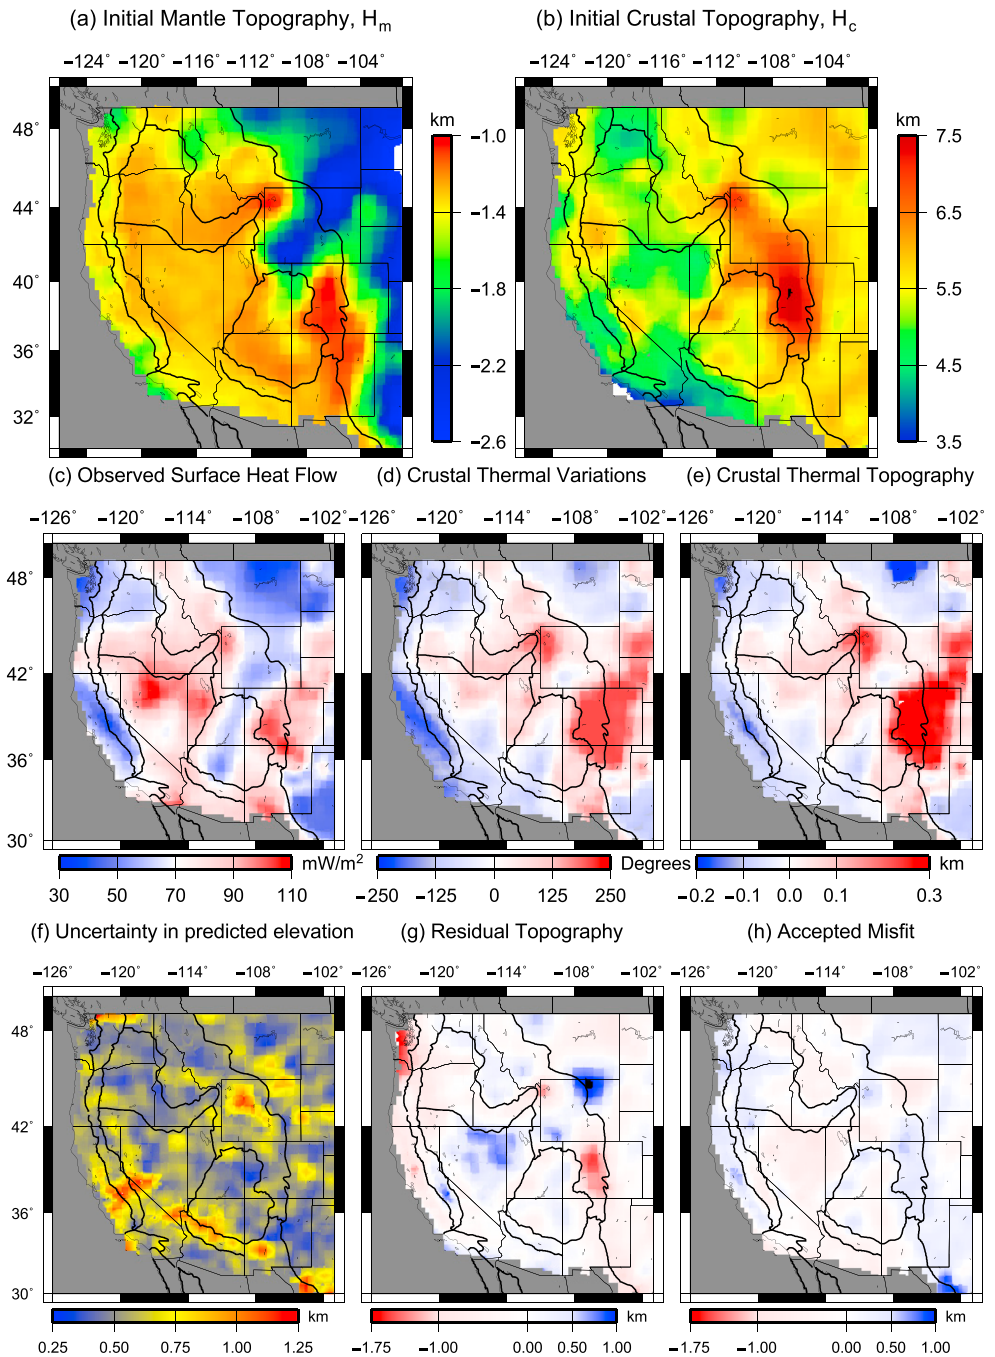 (a) Initial Mantle Topography, Hm
(b) Initial Crustal Topography, Hc
−124° −120° −116° −112° −108° −104°
−124° −120° −116° −112° −108° −104°
48°
44°
40°
36°
32°
km
−1.0
−1.4
−1.8
−2.2
−2.6
48°
44°
40°
36°
32°
km
7.5
6.5
5.5
4.5
3.5
(c) Observed Surface Heat Flow
(d) Crustal Thermal Variations
(e) Crustal Thermal Topography
−126° −120° −114° −108° −102°
−126° −120° −114° −108° −102°
−126° −120° −114° −108° −102°
48°
42°
36°
30°
mW/m²
30 50 70 90 110
Degrees
−250 −125 0 125 250
km
−0.2 −0.1 0.0 0.1 0.3
(f) Uncertainty in predicted elevation
(g) Residual Topography
(h) Accepted Misfit
−126° −120° −114° −108° −102°
−126° −120° −114° −108° −102°
−126° −120° −114° −108° −102°
48°
42°
36°
30°
km
0.25 0.50 0.75 1.00 1.25
km
−1.75 −1.00 0.00 1.00
km
−1.75 −1.00 0.00 1.00